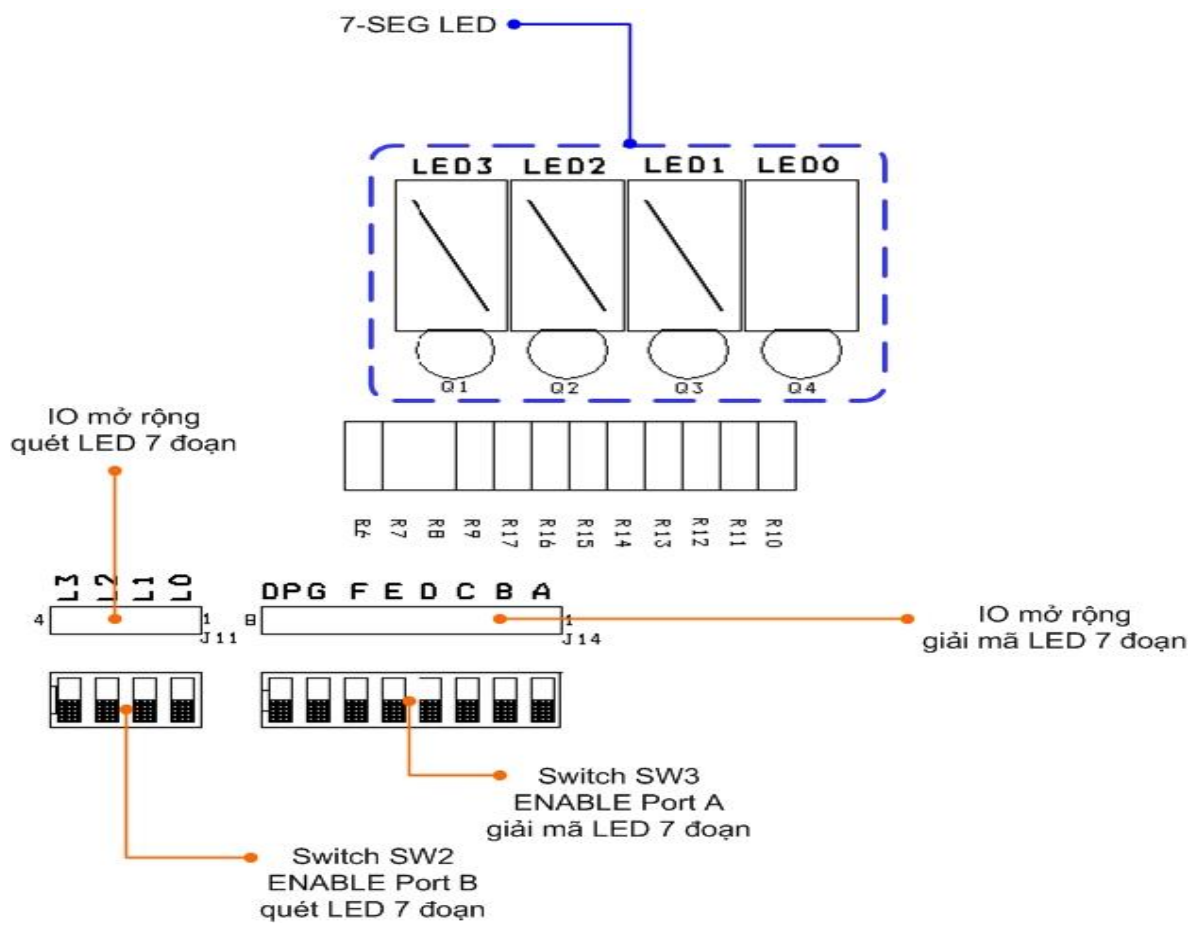 7-SEG LED
LED3 LED2 LED1 LED0
Q1 Q2 Q3 Q4
IO mở rộng
quét LED 7 đoạn
R6 R7 R8 R9 R17 R16 R15 R14 R13 R12 R11 R10
L3 L2 L1 L0
DP G F E D C B A
4 1
J11
8 1
J14
IO mở rộng
giải mã LED 7 đoạn
Switch SW3
ENABLE Port A
giải mã LED 7 đoạn
Switch SW2
ENABLE Port B
quét LED 7 đoạn